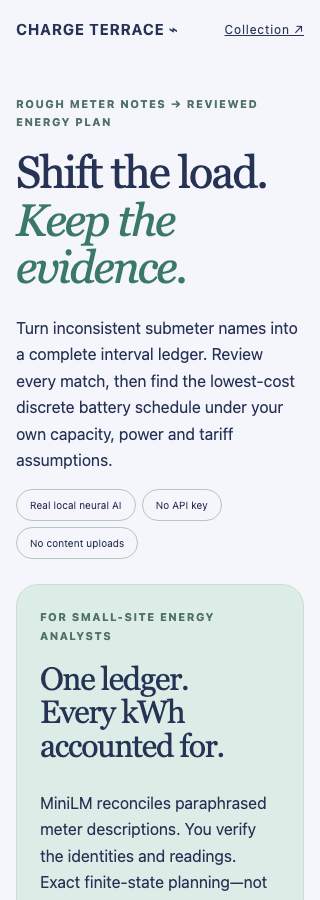 CHARGE TERRACE ⌁
Collection ↗
ROUGH METER NOTES → REVIEWED
ENERGY PLAN
Shift the load.
Keep the
evidence.
Turn inconsistent submeter names into
a complete interval ledger. Review
every match, then find the lowest-cost
discrete battery schedule under your
own capacity, power and tariff
assumptions.
Real local neural AI
No API key
No content uploads
FOR SMALL-SITE ENERGY
ANALYSTS
One ledger.
Every kWh
accounted for.
MiniLM reconciles paraphrased
meter descriptions. You verify
the identities and readings.
Exact finite-state planning—not